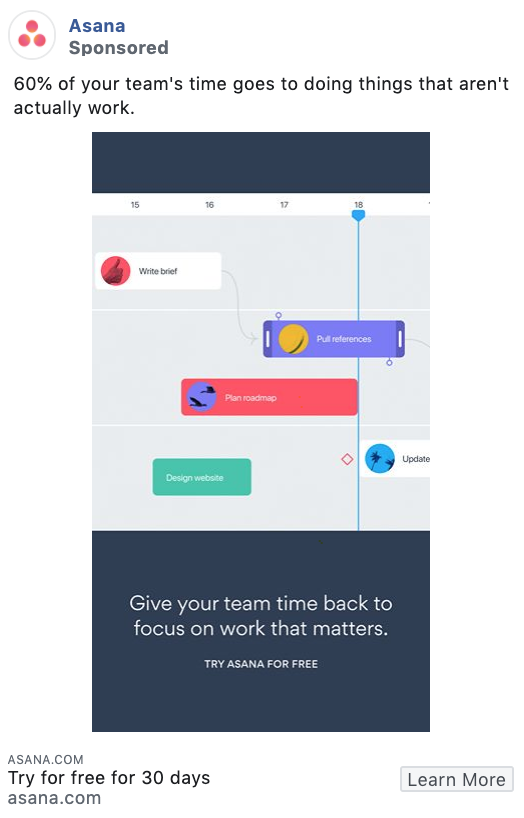 Asana
Sponsored
60% of your team's time goes to doing things that aren't
actually work.
15 16 17 18
Write brief
Pull references
Plan roadmap
Update
Design website
Give your team time back to
focus on work that matters.
TRY ASANA FOR FREE
ASANA.COM
Try for free for 30 days
asana.com
Learn More